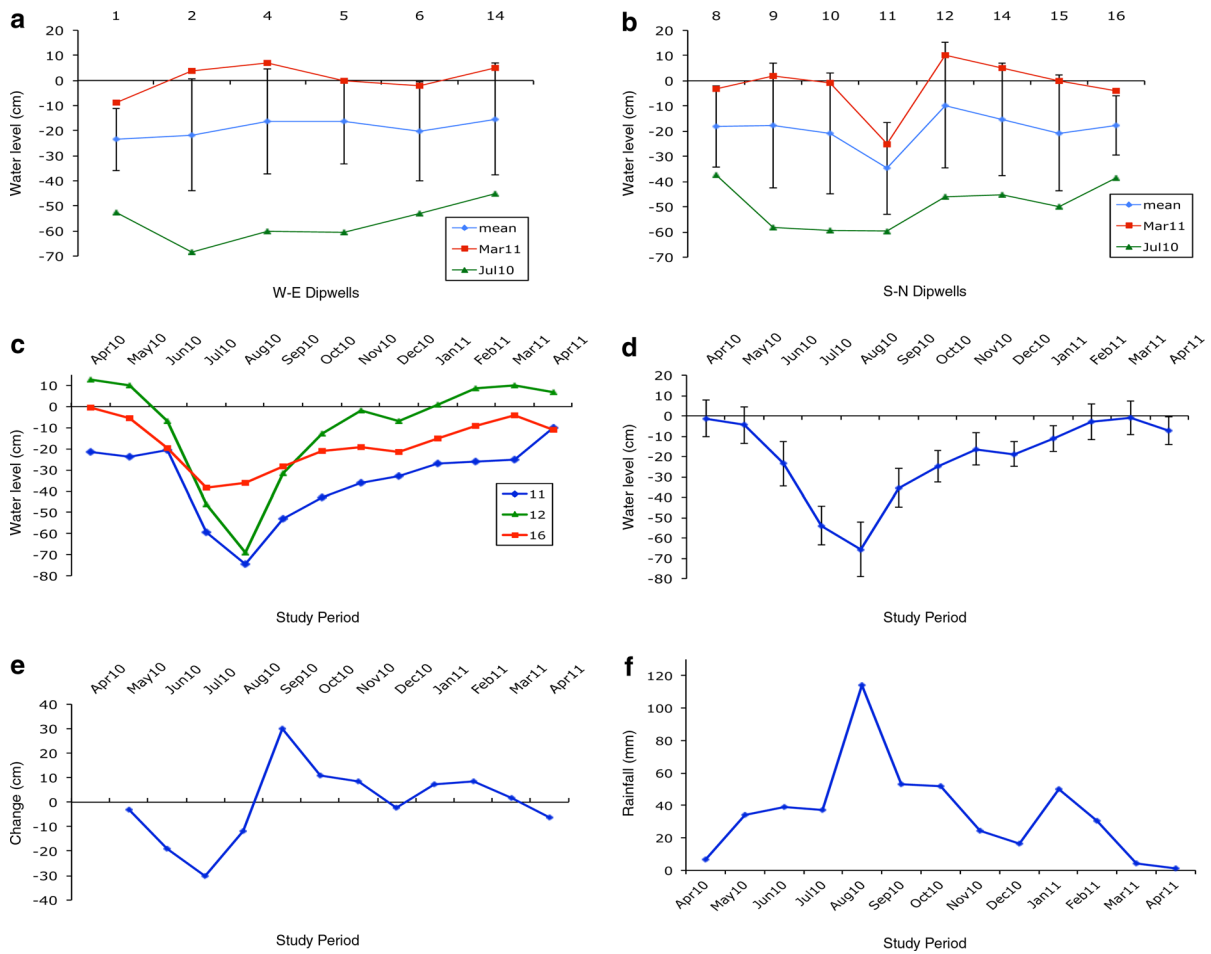 a
1 2 4 5 6 14
20
10
0
-10
-20
-30
-40
-50
-60
-70
Water level (cm)
mean
Mar11
Jul10
W-E Dipwells
b
8 9 10 11 12 14 15 16
20
10
0
-10
-20
-30
-40
-50
-60
-70
Water level (cm)
mean
Mar11
Jul10
S-N Dipwells
c
Apr10 May10 Jun10 Jul10 Aug10 Sep10 Oct10 Nov10 Dec10 Jan11 Feb11 Mar11 Apr11
10
0
-10
-20
-30
-40
-50
-60
-70
-80
Water level (cm)
11
12
16
Study Period
d
Apr10 May10 Jun10 Jul10 Aug10 Sep10 Oct10 Nov10 Dec10 Jan11 Feb11 Mar11 Apr11
20
10
0
-10
-20
-30
-40
-50
-60
-70
-80
Water level (cm)
Study Period
e
Apr10 May10 Jun10 Jul10 Aug10 Sep10 Oct10 Nov10 Dec10 Jan11 Feb11 Mar11 Apr11
40
30
20
10
0
-10
-20
-30
-40
Change (cm)
Study Period
f
120
100
80
60
40
20
0
Rainfall (mm)
Apr10 May10 Jun10 Jul10 Aug10 Sep10 Oct10 Nov10 Dec10 Jan11 Feb11 Mar11 Apr11
Study Period